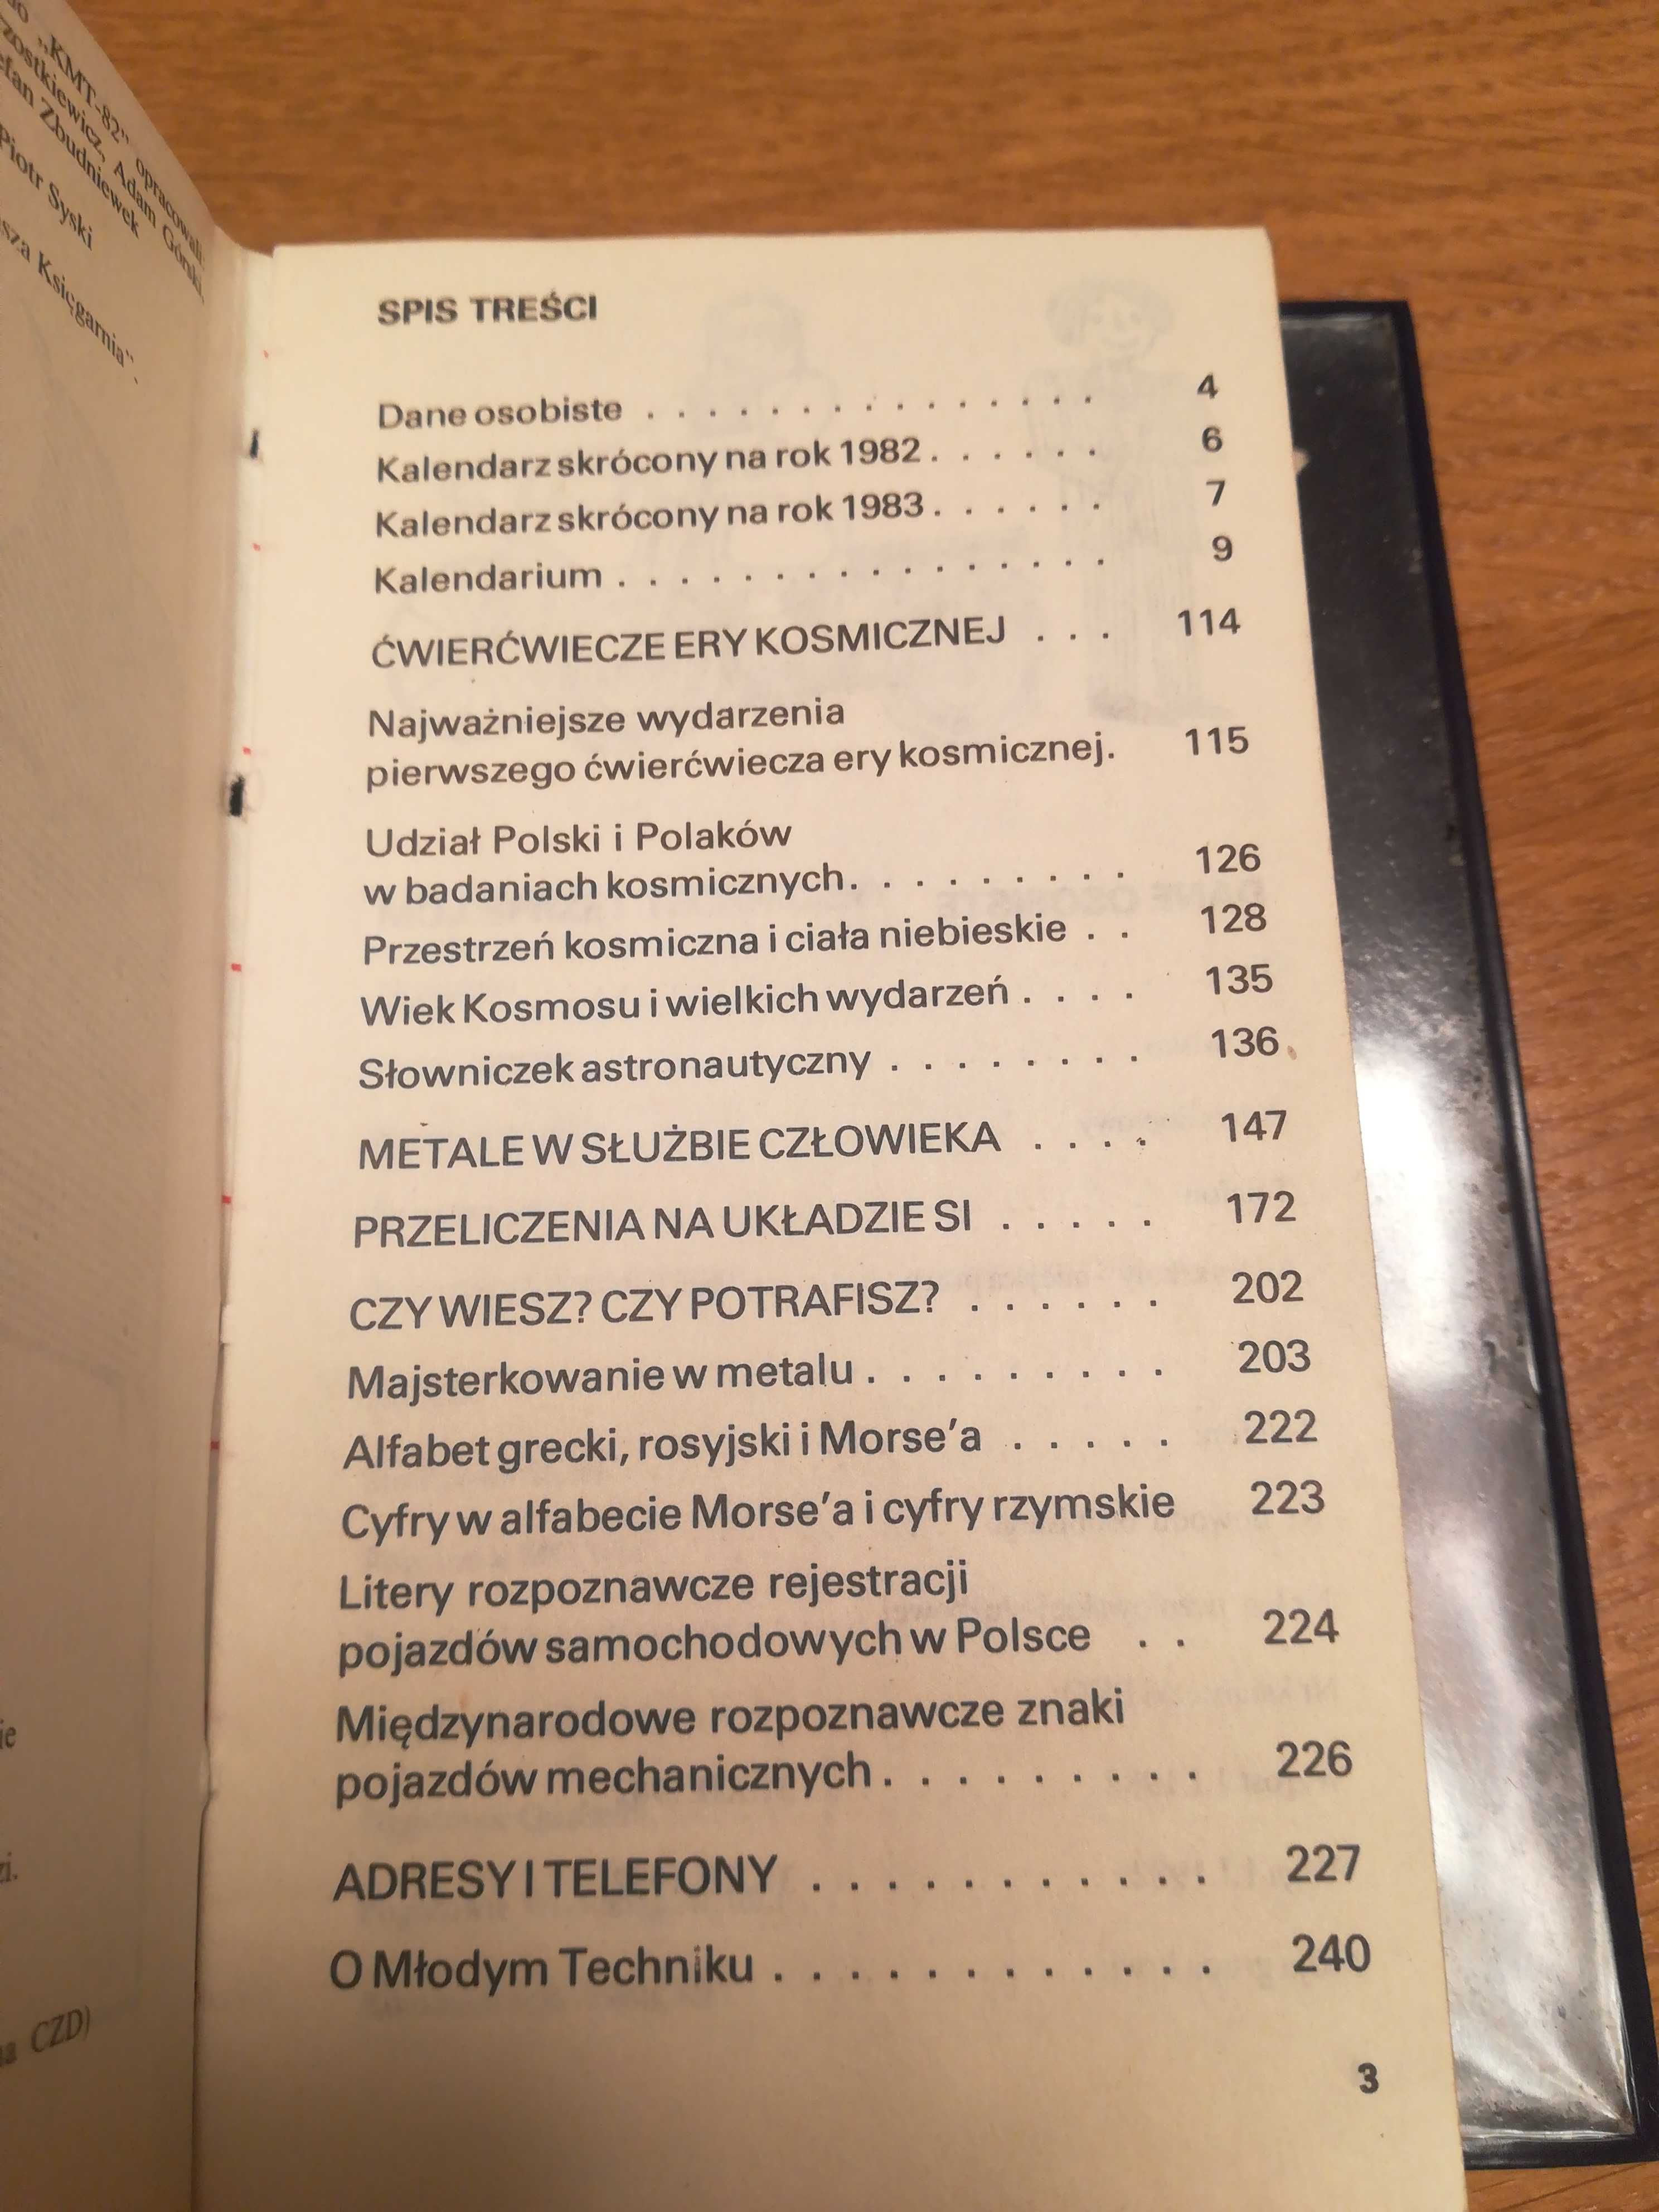 „KMT-82” opracowali:
Adam Górski,
Zbudniewek
Piotr Syski
Księgarnia”.
CZD)
SPIS TREŚCI
Dane osobiste . . . . . . . . . . . . . . . 4
Kalendarz skrócony na rok 1982 . . . . . . 6
Kalendarz skrócony na rok 1983 . . . . . . 7
Kalendarium . . . . . . . . . . . . . . . . 9
ĆWIERĆWIECZE ERY KOSMICZNEJ . . . 114
Najważniejsze wydarzenia
pierwszego ćwierćwiecza ery kosmicznej. 115
Udział Polski i Polaków
w badaniach kosmicznych. . . . . . . . . 126
Przestrzeń kosmiczna i ciała niebieskie . . 128
Wiek Kosmosu i wielkich wydarzeń . . . . 135
Słowniczek astronautyczny . . . . . . . . 136
METALE W SŁUŻBIE CZŁOWIEKA . . . . 147
PRZELICZENIA NA UKŁADZIE SI . . . . . 172
CZY WIESZ? CZY POTRAFISZ? . . . . . . 202
Majsterkowanie w metalu . . . . . . . . . 203
Alfabet grecki, rosyjski i Morse’a . . . . . 222
Cyfry w alfabecie Morse’a i cyfry rzymskie 223
Litery rozpoznawcze rejestracji
pojazdów samochodowych w Polsce . . 224
Międzynarodowe rozpoznawcze znaki
pojazdów mechanicznych . . . . . . . . . 226
ADRESY I TELEFONY . . . . . . . . . . . 227
O Młodym Techniku . . . . . . . . . . . . 240
3